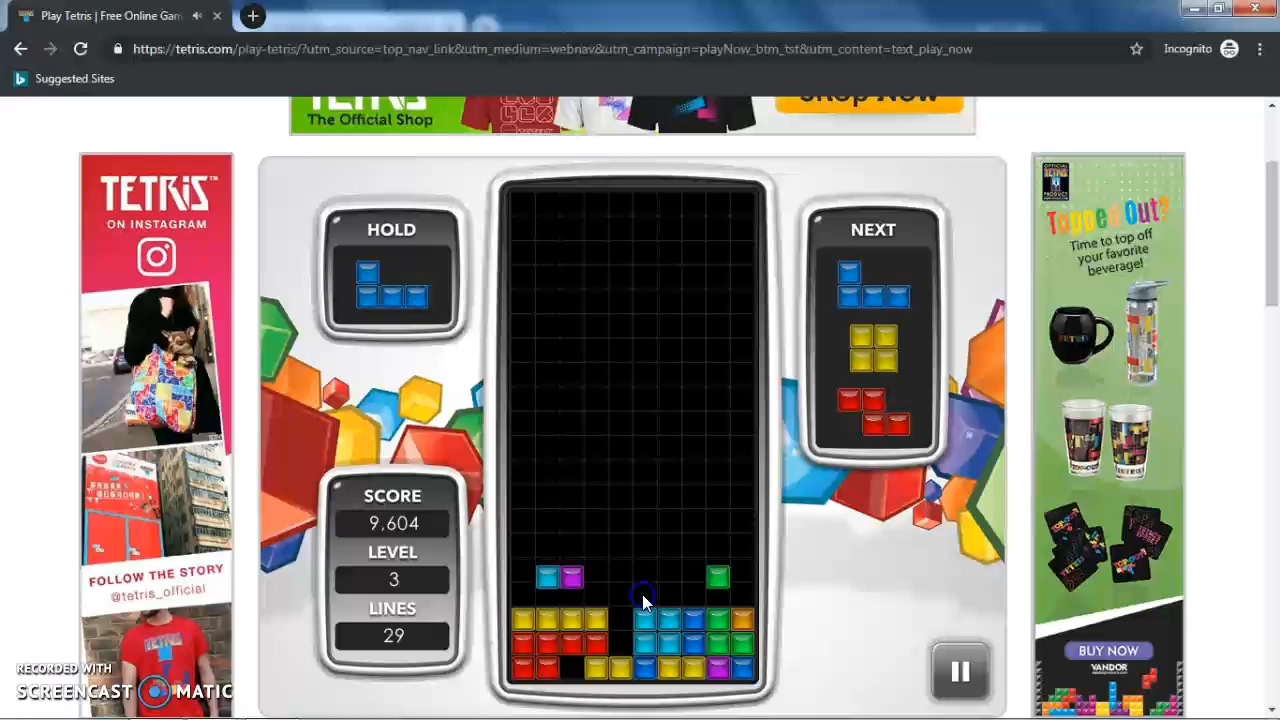 Play Tetris | Free Online Gam
https://tetris.com/play-tetris/?utm_source=top_nav_link&utm_medium=webnav&utm_campaign=playNow_btm_tsf&utm_content=text_play_now
Incognito
Suggested Sites
TETRIS
The Official Shop
Shop Now
TETRIS™
ON INSTAGRAM
FOLLOW THE STORY
@tetris_official
HOLD
SCORE
9,604
LEVEL
3
LINES
29
NEXT
Topped Out?
Time to top off
your favorite
beverage!
BUY NOW
VANDOR
RECORDED WITH
SCREENCAST MATIC